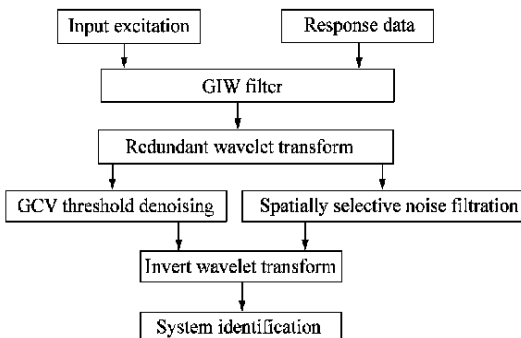 Input excitation
Response data
GIW filter
Redundant wavelet transform
GCV threshold denoising
Spatially selective noise filtration
Invert wavelet transform
System identification